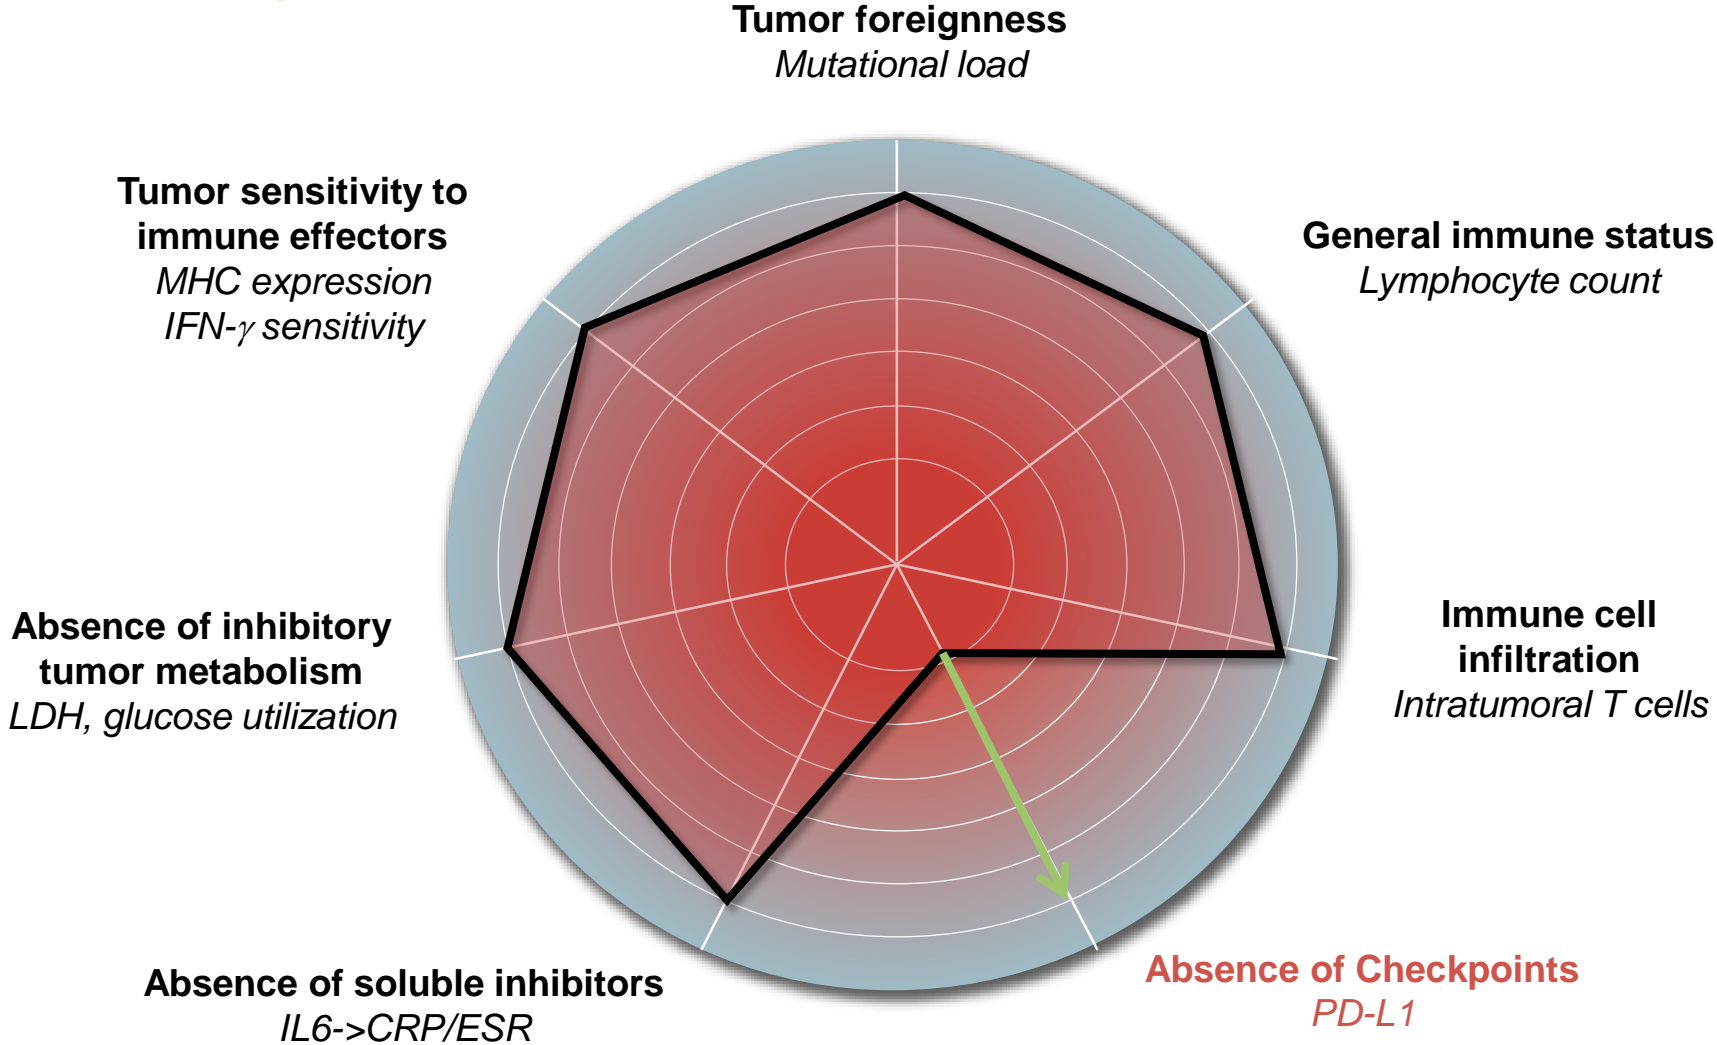 Tumor foreignness
Mutational load
Tumor sensitivity to
immune effectors
MHC expression
IFN-γ sensitivity
General immune status
Lymphocyte count
Absence of inhibitory
tumor metabolism
LDH, glucose utilization
Immune cell
infiltration
Intratumoral T cells
Absence of soluble inhibitors
IL6->CRP/ESR
Absence of Checkpoints
PD-L1